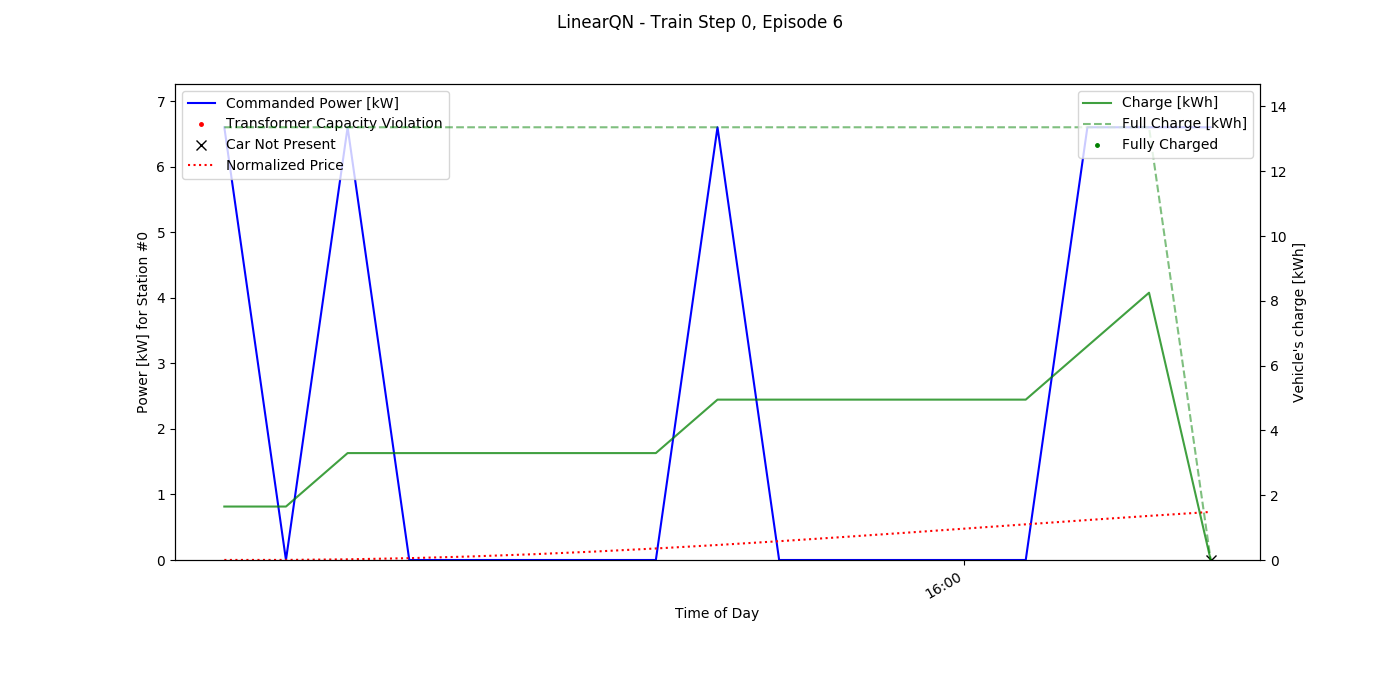 LinearQN - Train Step 0, Episode 6
Commanded Power [kW]
Transformer Capacity Violation
Car Not Present
Normalized Price
Charge [kWh]
Full Charge [kWh]
Fully Charged
7
6
5
4
3
2
1
0
Power [kW] for Station #0
14
12
10
8
6
4
2
0
Vehicle's charge [kWh]
16:00
Time of Day